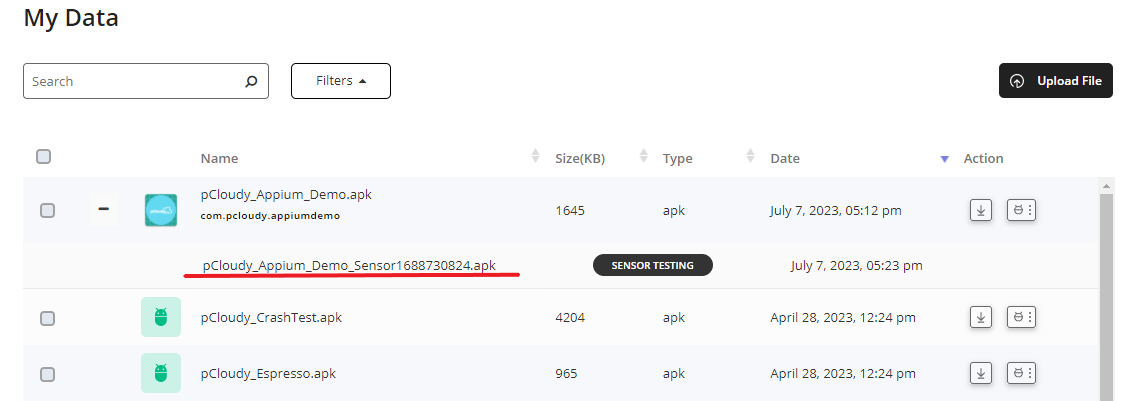 My Data
Search
Filters
Upload File
Name Size(KB) Type Date Action
pCloudy_Appium_Demo.apk
com.pcloudy.appiumdemo
1645 apk July 7, 2023, 05:12 pm
pCloudy_Appium_Demo_Sensor1688730824.apk SENSOR TESTING July 7, 2023, 05:23 pm
pCloudy_CrashTest.apk 4204 apk April 28, 2023, 12:24 pm
pCloudy_Espresso.apk 965 apk April 28, 2023, 12:24 pm